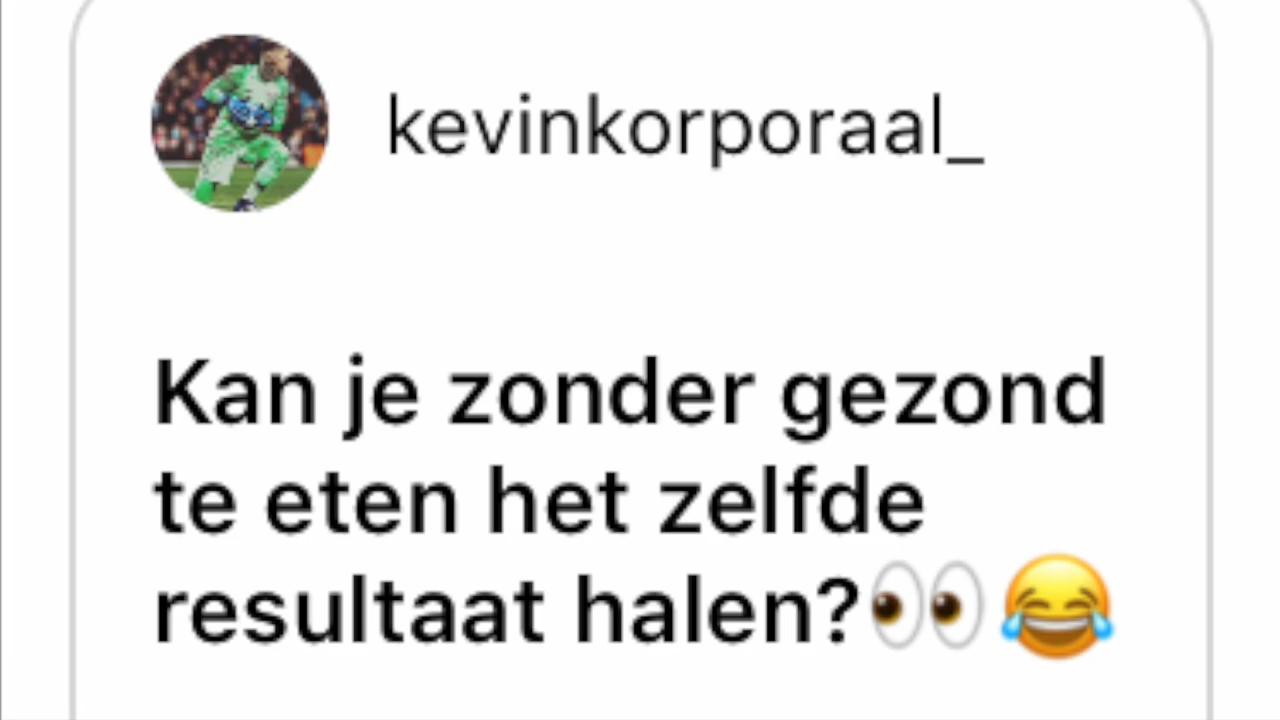 kevinkorporaal_
Kan je zonder gezond
te eten het zelfde
resultaat halen?👀😂